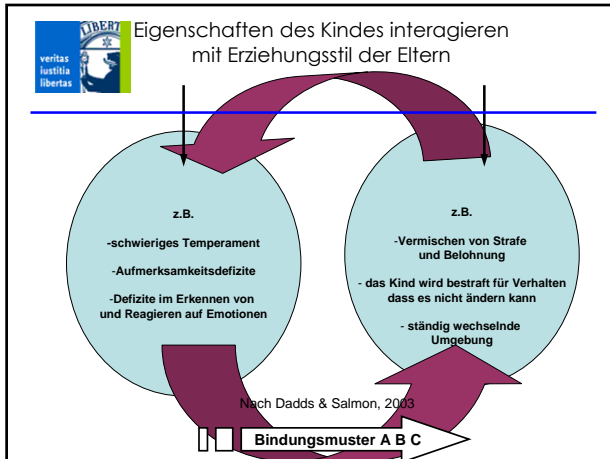 Eigenschaften des Kindes interagieren
mit Erziehungsstil der Eltern
LIBERT
veritas
iustitia
libertas
z.B.
-schwieriges Temperament
-Aufmerksamkeitsdefizite
-Defizite im Erkennen von
und Reagieren auf Emotionen
z.B.
-Vermischen von Strafe
und Belohnung
- das Kind wird bestraft für Verhalten
dass es nicht ändern kann
- ständig wechselnde
Umgebung
Nach Dadds & Salmon, 2003
Bindungsmuster A B C